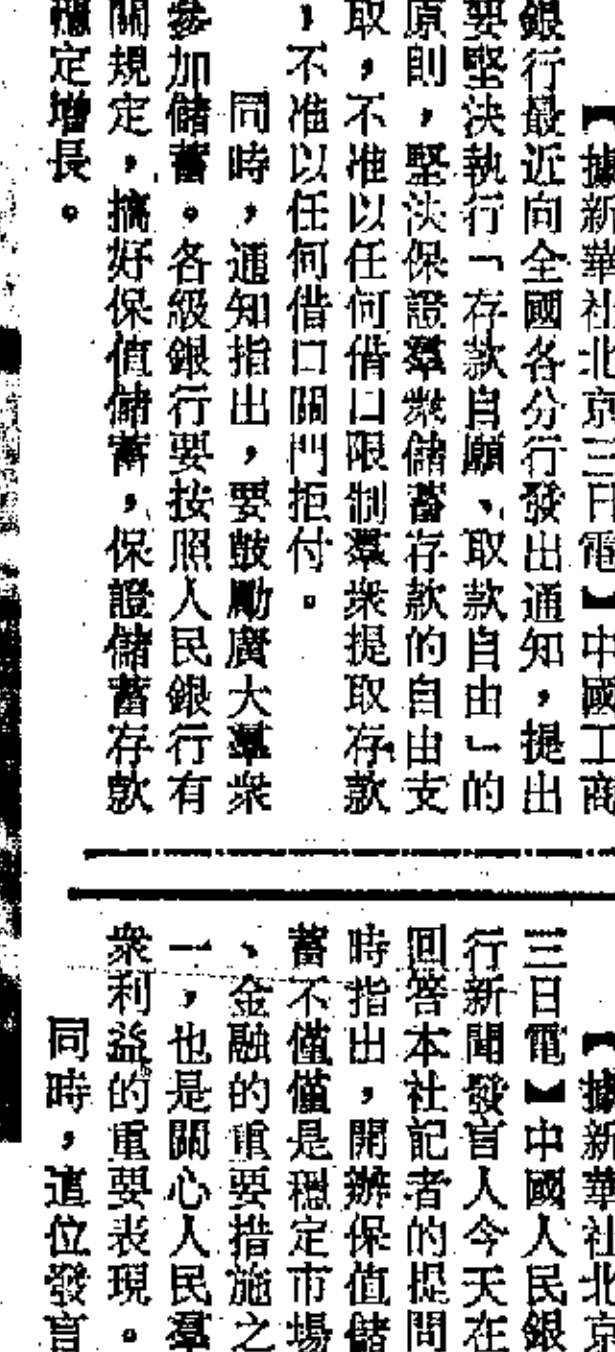 【據新華社北京三日電】中國工商
銀行最近向全國各分行發出通知,提出
要堅決執行「存款自願、取款自由」的
原則,堅決保證羣衆儲蓄存款的自由支
取,不准以任何借口限制羣衆提取存款
,不准以任何借口關門拒付。
同時,通知指出,要鼓勵廣大羣衆
參加儲蓄。各級銀行要按照人民銀行有
關規定,搞好保值儲蓄,保證儲蓄存款
穩定增長。
【據新華社北京
三日電】中國人民銀
行新聞發言人今天在
回答本社記者的提問
時指出,開辦保值儲
蓄不僅僅是穩定市場
、金融的重要措施之
一,也是關心人民羣
衆利益的重要表現。
同時,這位發言